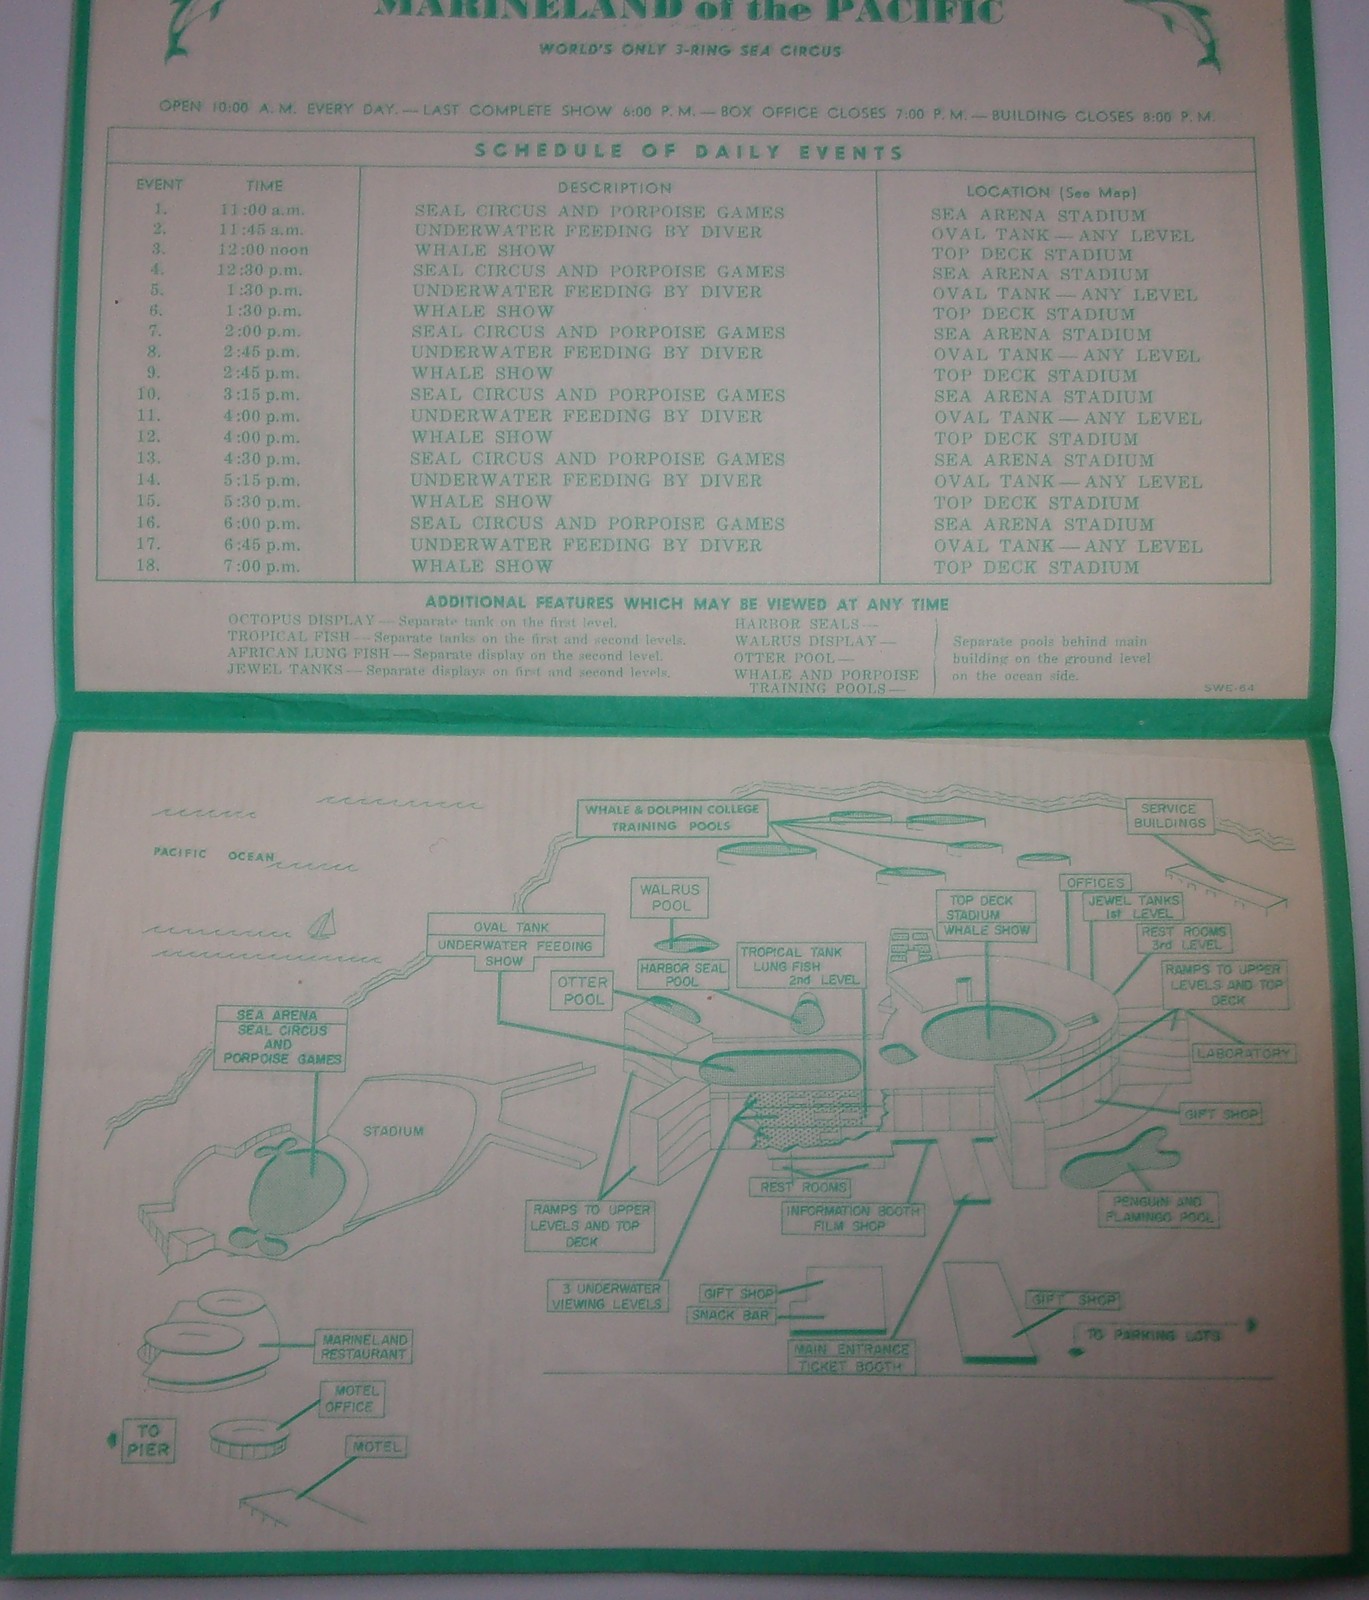 MARINELAND of the PACIFIC
WORLD'S ONLY 3-RING SEA CIRCUS
OPEN 10:00 A.M. EVERY DAY.—LAST COMPLETE SHOW 6:00 P.M.—BOX OFFICE CLOSES 7:00 P.M.—BUILDING CLOSES 8:00 P.M.
SCHEDULE OF DAILY EVENTS
EVENT TIME DESCRIPTION LOCATION (See Map)
1. 11:00 a.m. SEAL CIRCUS AND PORPOISE GAMES SEA ARENA STADIUM
2. 11:45 a.m. UNDERWATER FEEDING BY DIVER OVAL TANK—ANY LEVEL
3. 12:00 noon WHALE SHOW TOP DECK STADIUM
4. 12:30 p.m. SEAL CIRCUS AND PORPOISE GAMES SEA ARENA STADIUM
5. 1:30 p.m. UNDERWATER FEEDING BY DIVER OVAL TANK—ANY LEVEL
6. 1:30 p.m. WHALE SHOW TOP DECK STADIUM
7. 2:00 p.m. SEAL CIRCUS AND PORPOISE GAMES SEA ARENA STADIUM
8. 2:45 p.m. UNDERWATER FEEDING BY DIVER OVAL TANK—ANY LEVEL
9. 2:45 p.m. WHALE SHOW TOP DECK STADIUM
10. 3:15 p.m. SEAL CIRCUS AND PORPOISE GAMES SEA ARENA STADIUM
11. 4:00 p.m. UNDERWATER FEEDING BY DIVER OVAL TANK—ANY LEVEL
12. 4:00 p.m. WHALE SHOW TOP DECK STADIUM
13. 4:30 p.m. SEAL CIRCUS AND PORPOISE GAMES SEA ARENA STADIUM
14. 5:15 p.m. UNDERWATER FEEDING BY DIVER OVAL TANK—ANY LEVEL
15. 5:30 p.m. WHALE SHOW TOP DECK STADIUM
16. 6:00 p.m. SEAL CIRCUS AND PORPOISE GAMES SEA ARENA STADIUM
17. 6:45 p.m. UNDERWATER FEEDING BY DIVER OVAL TANK—ANY LEVEL
18. 7:00 p.m. WHALE SHOW TOP DECK STADIUM
ADDITIONAL FEATURES WHICH MAY BE VIEWED AT ANY TIME
OCTOPUS DISPLAY—Separate tank on the first level.
TROPICAL FISH—Separate tanks on the first and second levels.
AFRICAN LUNG FISH—Separate display on the second level.
JEWEL TANKS—Separate displays on first and second levels.
HARBOR SEALS—
WALRUS DISPLAY—
OTTER POOL—
WHALE AND PORPOISE
TRAINING POOLS—
Separate pools behind main
building on the ground level
on the ocean side.
SWE-64
WHALE & DOLPHIN COLLEGE
TRAINING POOLS
SERVICE
BUILDINGS
PACIFIC OCEAN
WALRUS
POOL
OFFICES
TOP DECK
STADIUM
WHALE SHOW
JEWEL TANKS
1st LEVEL
OVAL TANK
UNDERWATER FEEDING
SHOW
REST ROOMS
3rd LEVEL
TROPICAL TANK
LUNG FISH
2nd LEVEL
HARBOR SEAL
POOL
OTTER
POOL
RAMPS TO UPPER
LEVELS AND TOP
DECK
SEA ARENA
SEAL CIRCUS
AND
PORPOISE GAMES
LABORATORY
GIFT SHOP
STADIUM
REST ROOMS
RAMPS TO UPPER
LEVELS AND TOP
DECK
INFORMATION BOOTH
FILM SHOP
PENGUIN AND
FLAMINGO POOL
3 UNDERWATER
VIEWING LEVELS
GIFT SHOP
SNACK BAR
GIFT SHOP
TO PARKING LOTS
MAIN ENTRANCE
TICKET BOOTH
MARINELAND
RESTAURANT
MOTEL
OFFICE
TO
PIER
MOTEL